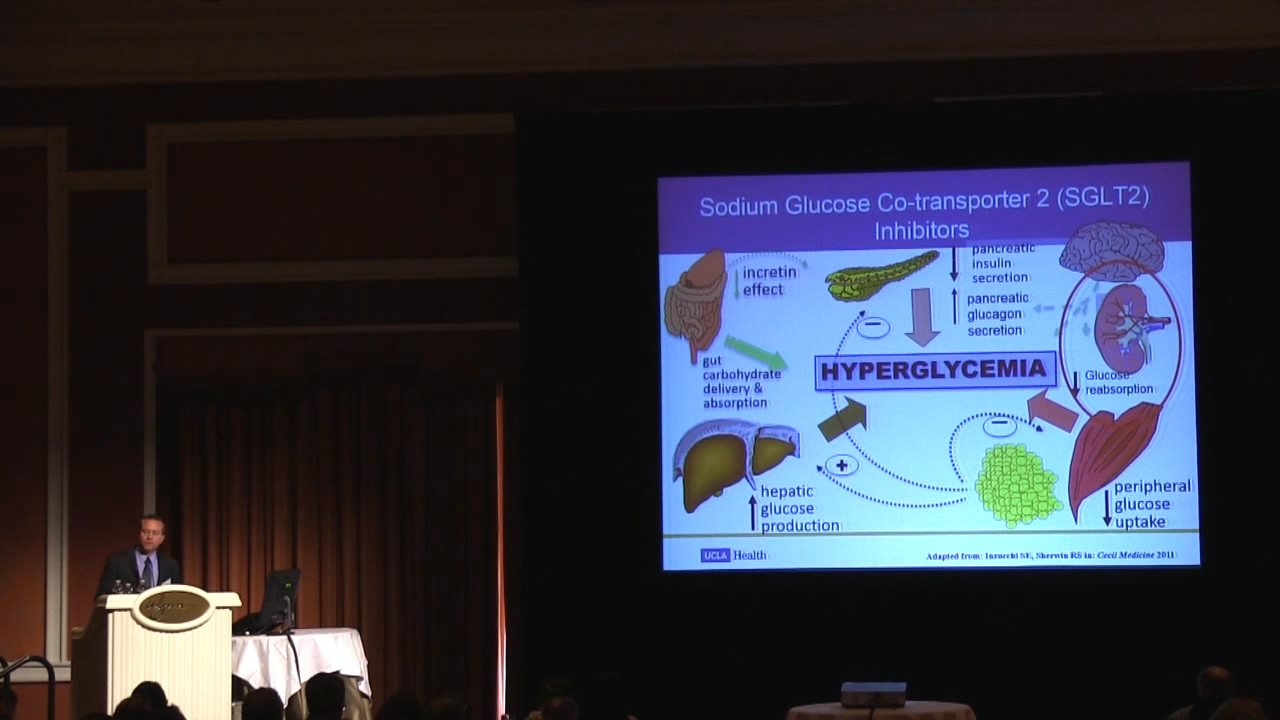 Sodium Glucose Co-transporter 2 (SGLT2)
Inhibitors
incretin
effect
pancreatic
insulin
secretion
pancreatic
glucagon
secretion
gut
carbohydrate
delivery &
absorption
HYPERGLYCEMIA
Glucose
reabsorption
−
−
+
hepatic
glucose
production
peripheral
glucose
uptake
UCLA Health
Adapted from: Inzucchi SE, Sherwin RS in: Cecil Medicine 2011